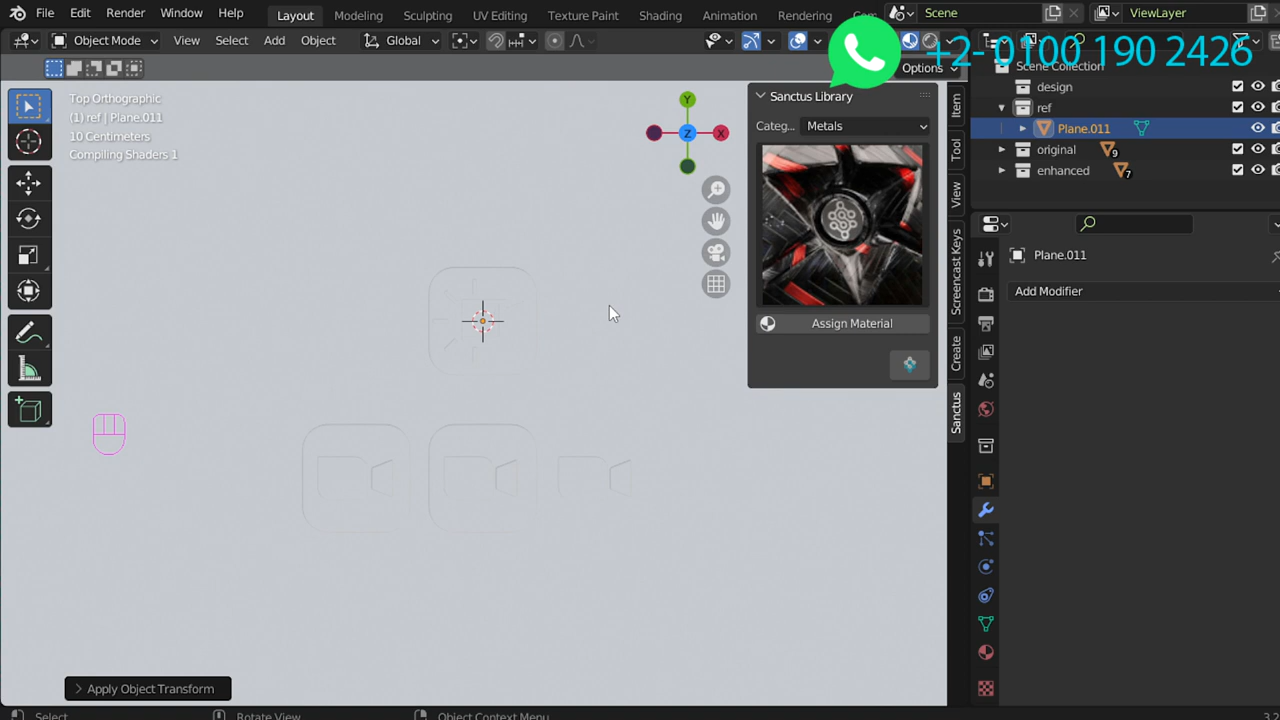 File Edit Render Window Help Layout Modeling Sculpting UV Editing Texture Paint Shading Animation Rendering Scene ViewLayer
Object Mode View Select Add Object Global
+2- 0100 190 2426
Options
Scene Collection
Top Orthographic
(1) ref | Plane.011
10 Centimeters
Compiling Shaders 1
Y
Z
X
Sanctus Library
Categ... Metals
Assign Material
Item
Tool
View
Screencast Keys
Create
Sanctus
design
ref
Plane.011
original 9
enhanced 7
Plane.011
Add Modifier
Apply Object Transform
Select Rotate View Object Context Menu